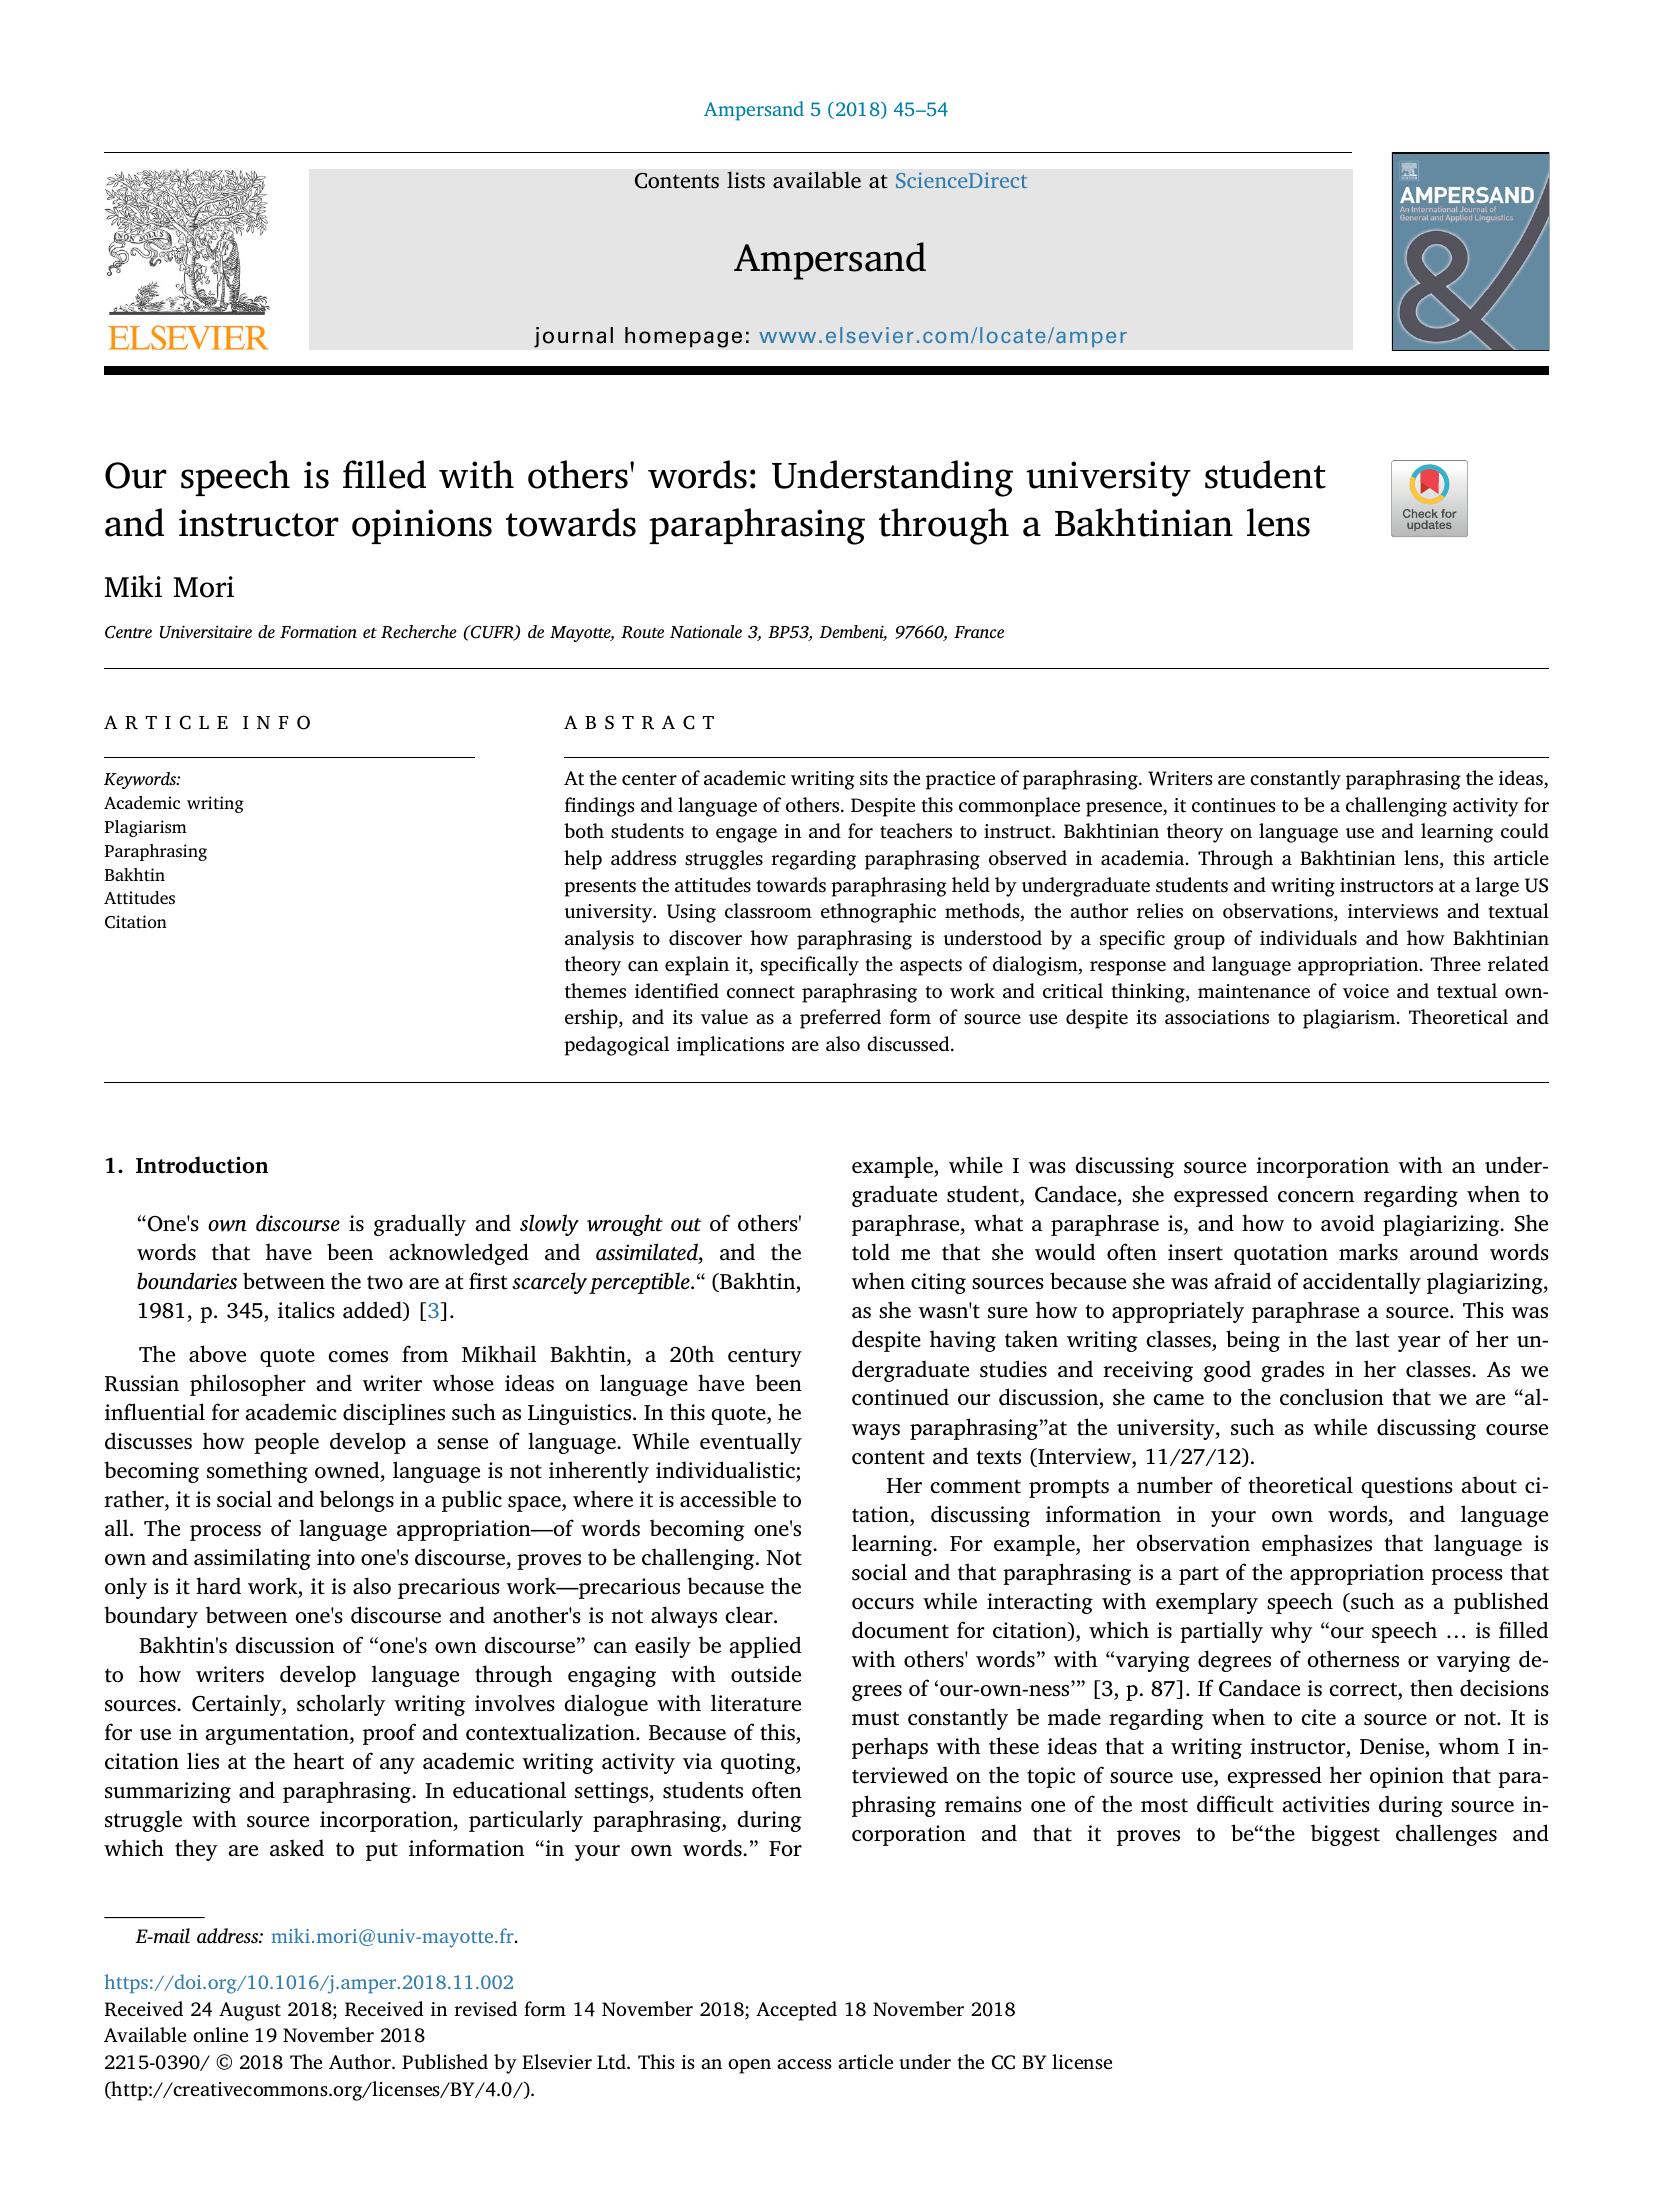 Ampersand 5 (2018) 45–54
Contents lists available at ScienceDirect
Ampersand
journal homepage: www.elsevier.com/locate/amper
NON SOLUS
ELSEVIER
AMPERSAND
An International Journal of
General and Applied Linguistics
&
Our speech is filled with others' words: Understanding university student
and instructor opinions towards paraphrasing through a Bakhtinian lens
Check for
updates
Miki Mori
Centre Universitaire de Formation et Recherche (CUFR) de Mayotte, Route Nationale 3, BP53, Dembeni, 97660, France
ARTICLE INFO
Keywords:
Academic writing
Plagiarism
Paraphrasing
Bakhtin
Attitudes
Citation
ABSTRACT
At the center of academic writing sits the practice of paraphrasing. Writers are constantly paraphrasing the ideas,
findings and language of others. Despite this commonplace presence, it continues to be a challenging activity for
both students to engage in and for teachers to instruct. Bakhtinian theory on language use and learning could
help address struggles regarding paraphrasing observed in academia. Through a Bakhtinian lens, this article
presents the attitudes towards paraphrasing held by undergraduate students and writing instructors at a large US
university. Using classroom ethnographic methods, the author relies on observations, interviews and textual
analysis to discover how paraphrasing is understood by a specific group of individuals and how Bakhtinian
theory can explain it, specifically the aspects of dialogism, response and language appropriation. Three related
themes identified connect paraphrasing to work and critical thinking, maintenance of voice and textual own-
ership, and its value as a preferred form of source use despite its associations to plagiarism. Theoretical and
pedagogical implications are also discussed.
1. Introduction
“One's own discourse is gradually and slowly wrought out of others'
words that have been acknowledged and assimilated, and the
boundaries between the two are at first scarcely perceptible.“ (Bakhtin,
1981, p. 345, italics added) [3].
The above quote comes from Mikhail Bakhtin, a 20th century
Russian philosopher and writer whose ideas on language have been
influential for academic disciplines such as Linguistics. In this quote, he
discusses how people develop a sense of language. While eventually
becoming something owned, language is not inherently individualistic;
rather, it is social and belongs in a public space, where it is accessible to
all. The process of language appropriation—of words becoming one's
own and assimilating into one's discourse, proves to be challenging. Not
only is it hard work, it is also precarious work—precarious because the
boundary between one's discourse and another's is not always clear.
Bakhtin's discussion of “one's own discourse” can easily be applied
to how writers develop language through engaging with outside
sources. Certainly, scholarly writing involves dialogue with literature
for use in argumentation, proof and contextualization. Because of this,
citation lies at the heart of any academic writing activity via quoting,
summarizing and paraphrasing. In educational settings, students often
struggle with source incorporation, particularly paraphrasing, during
which they are asked to put information “in your own words.” For
example, while I was discussing source incorporation with an under-
graduate student, Candace, she expressed concern regarding when to
paraphrase, what a paraphrase is, and how to avoid plagiarizing. She
told me that she would often insert quotation marks around words
when citing sources because she was afraid of accidentally plagiarizing,
as she wasn't sure how to appropriately paraphrase a source. This was
despite having taken writing classes, being in the last year of her un-
dergraduate studies and receiving good grades in her classes. As we
continued our discussion, she came to the conclusion that we are “al-
ways paraphrasing”at the university, such as while discussing course
content and texts (Interview, 11/27/12).
Her comment prompts a number of theoretical questions about ci-
tation, discussing information in your own words, and language
learning. For example, her observation emphasizes that language is
social and that paraphrasing is a part of the appropriation process that
occurs while interacting with exemplary speech (such as a published
document for citation), which is partially why “our speech … is filled
with others' words” with “varying degrees of otherness or varying de-
grees of ‘our-own-ness’” [3, p. 87]. If Candace is correct, then decisions
must constantly be made regarding when to cite a source or not. It is
perhaps with these ideas that a writing instructor, Denise, whom I in-
terviewed on the topic of source use, expressed her opinion that para-
phrasing remains one of the most difficult activities during source in-
corporation and that it proves to be“the biggest challenges and
E-mail address: miki.mori@univ-mayotte.fr.
https://doi.org/10.1016/j.amper.2018.11.002
Received 24 August 2018; Received in revised form 14 November 2018; Accepted 18 November 2018
Available online 19 November 2018
2215-0390/ © 2018 The Author. Published by Elsevier Ltd. This is an open access article under the CC BY license
(http://creativecommons.org/licenses/BY/4.0/).